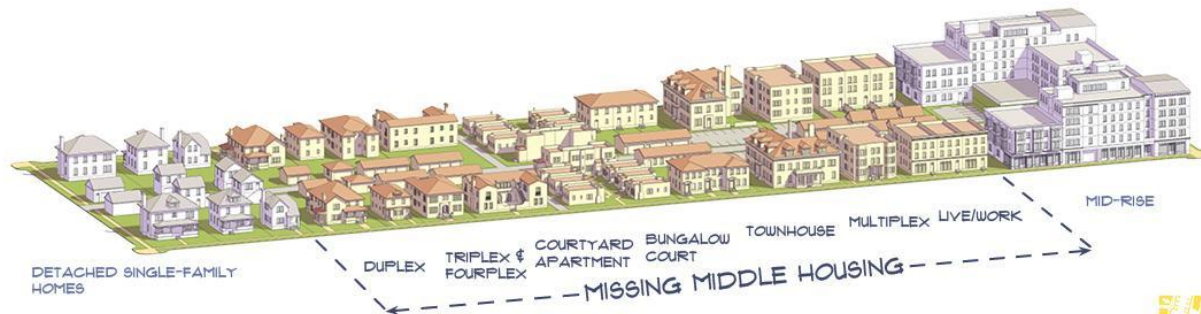 DETACHED SINGLE-FAMILY
HOMES
DUPLEX
TRIPLEX &
FOURPLEX
COURTYARD
APARTMENT
BUNGALOW
COURT
TOWNHOUSE
MULTIPLEX
LIVE/WORK
MID-RISE
MISSING MIDDLE HOUSING